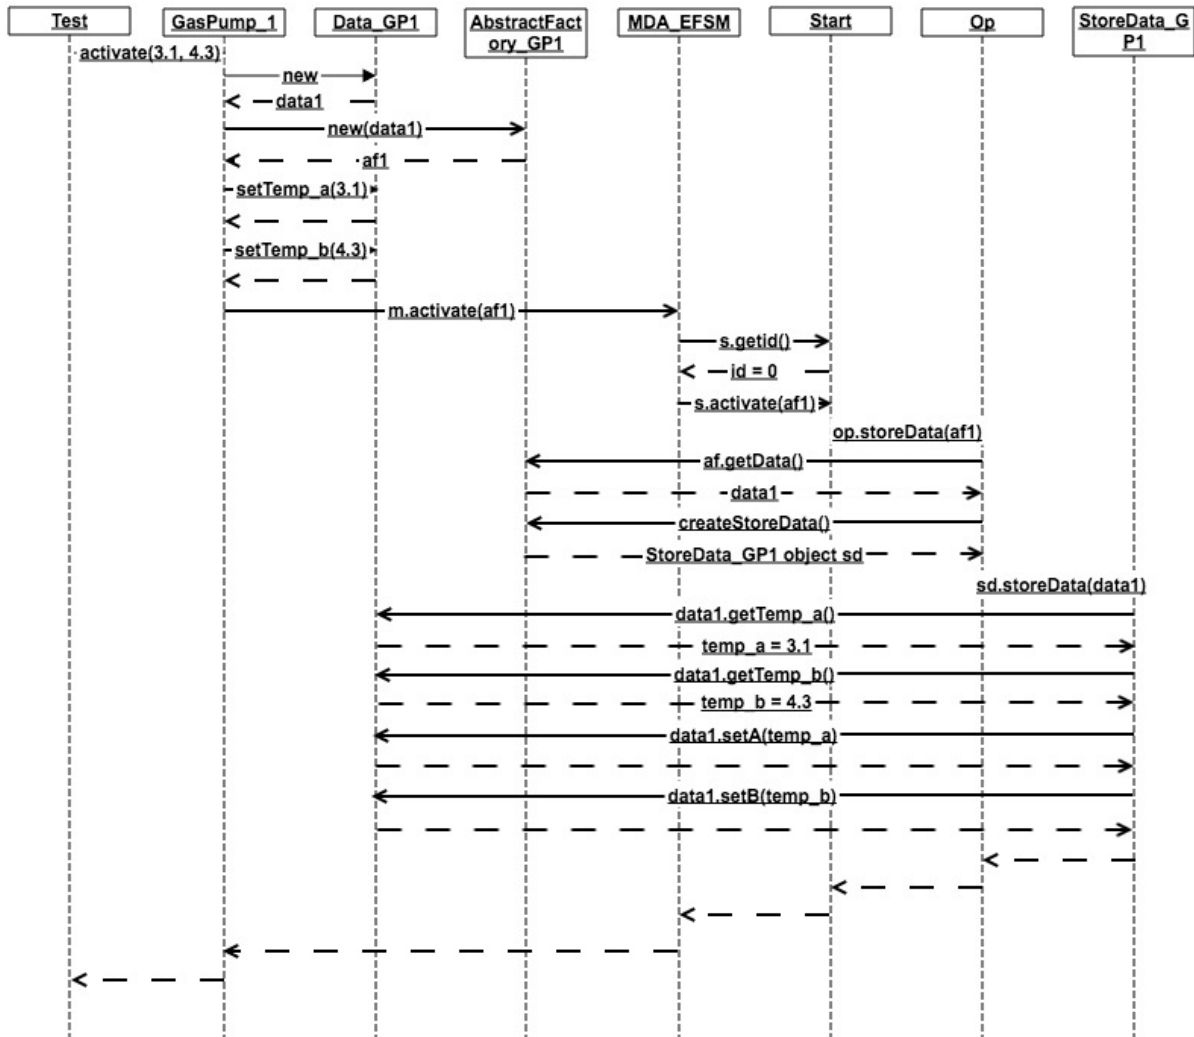 Test
GasPump_1
Data_GP1
AbstractFact
ory_GP1
MDA_EFSM
Start
Op
StoreData_G
P1
activate(3.1, 4.3)
new
data1
new(data1)
af1
setTemp_a(3.1)
setTemp_b(4.3)
m.activate(af1)
s.getid()
id = 0
s.activate(af1)
op.storeData(af1)
af.getData()
data1
createStoreData()
StoreData_GP1 object sd
sd.storeData(data1)
data1.getTemp_a()
temp_a = 3.1
data1.getTemp_b()
temp_b = 4.3
data1.setA(temp_a)
data1.setB(temp_b)